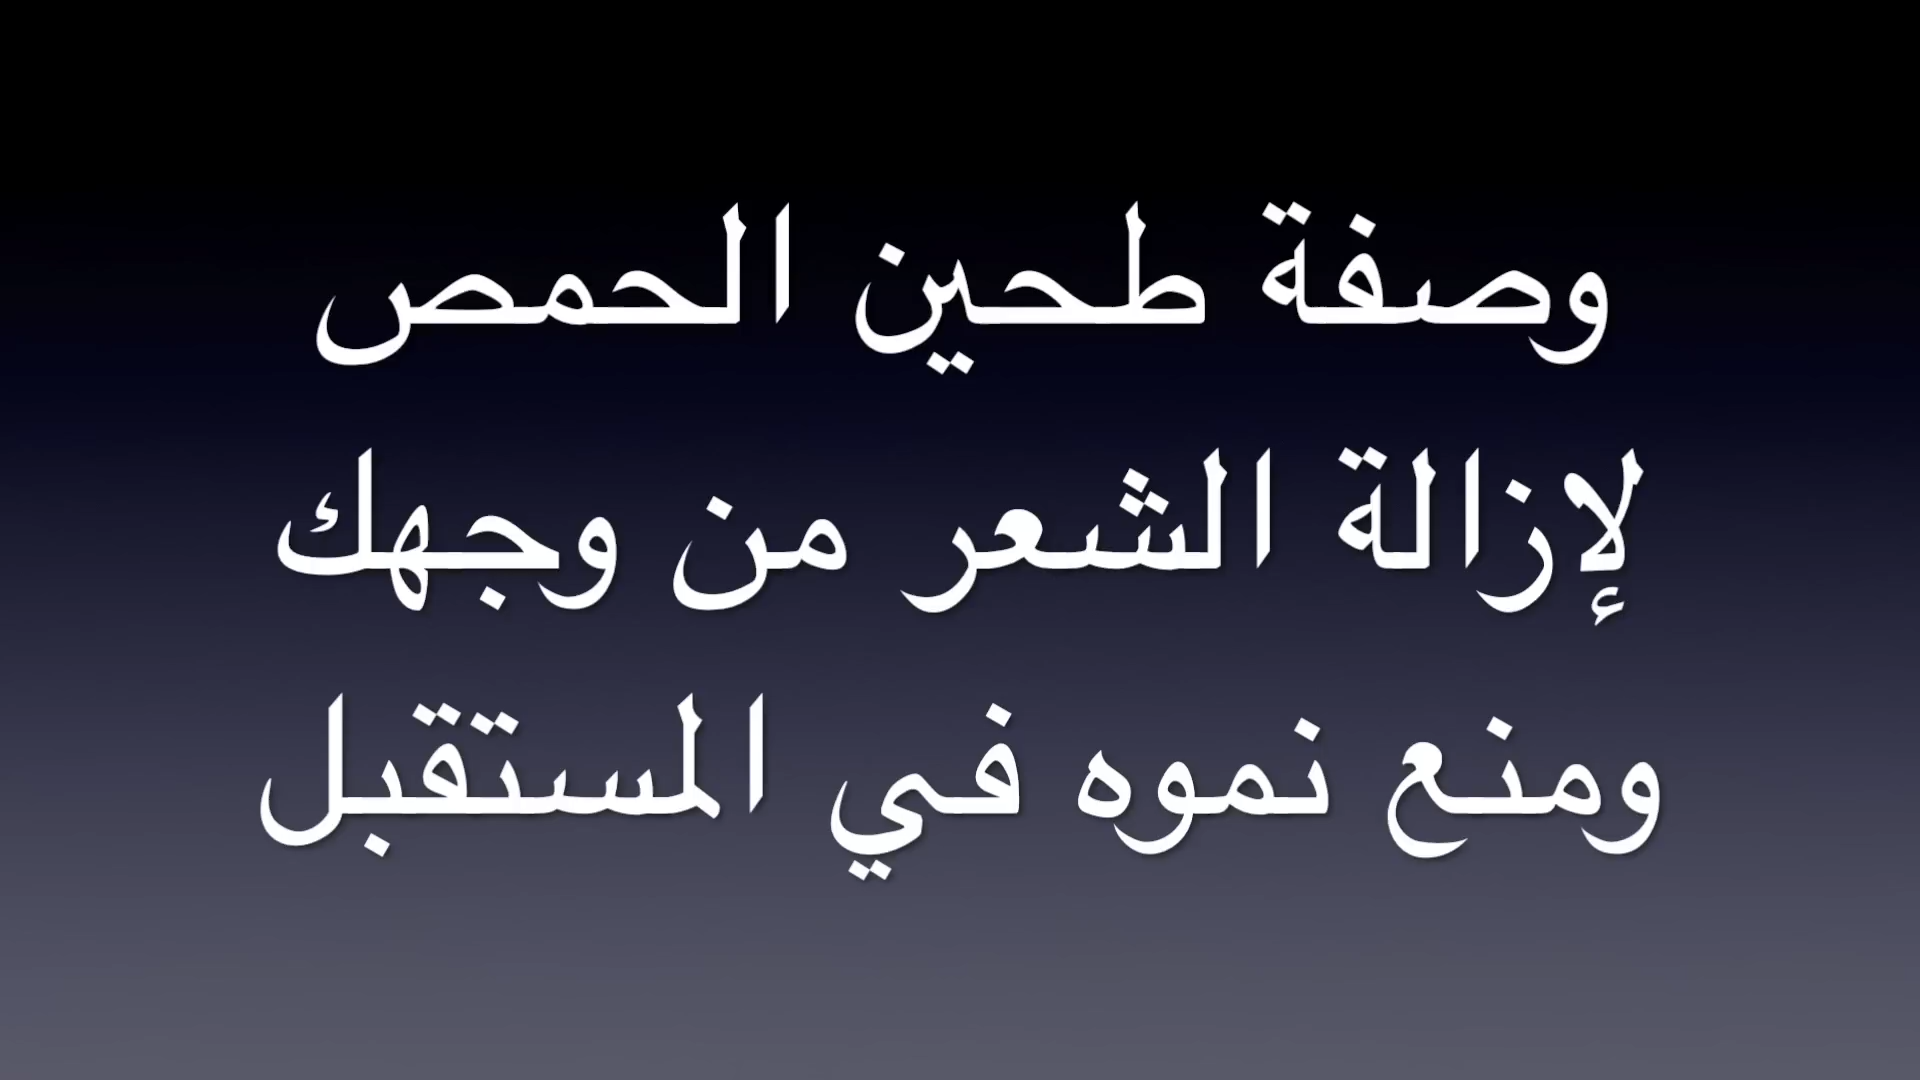 وصفة طحين الحمص
لإزالة الشعر من وجهك
ومنع نموه في المستقبل